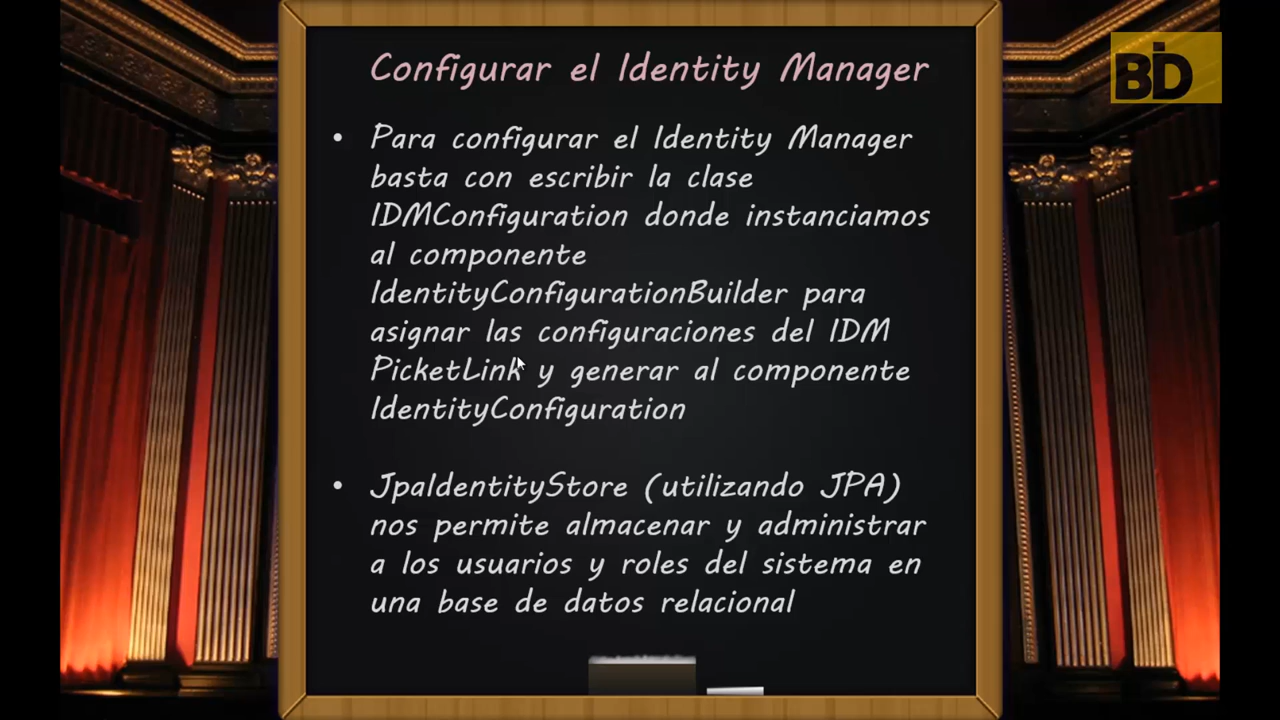 Configurar el Identity Manager
BID
• Para configurar el Identity Manager
basta con escribir la clase
IDMConfiguration donde instanciamos
al componente
IdentityConfigurationBuilder para
asignar las configuraciones del IDM
PicketLink y generar al componente
IdentityConfiguration
• JpaIdentityStore (utilizando JPA)
nos permite almacenar y administrar
a los usuarios y roles del sistema en
una base de datos relacional